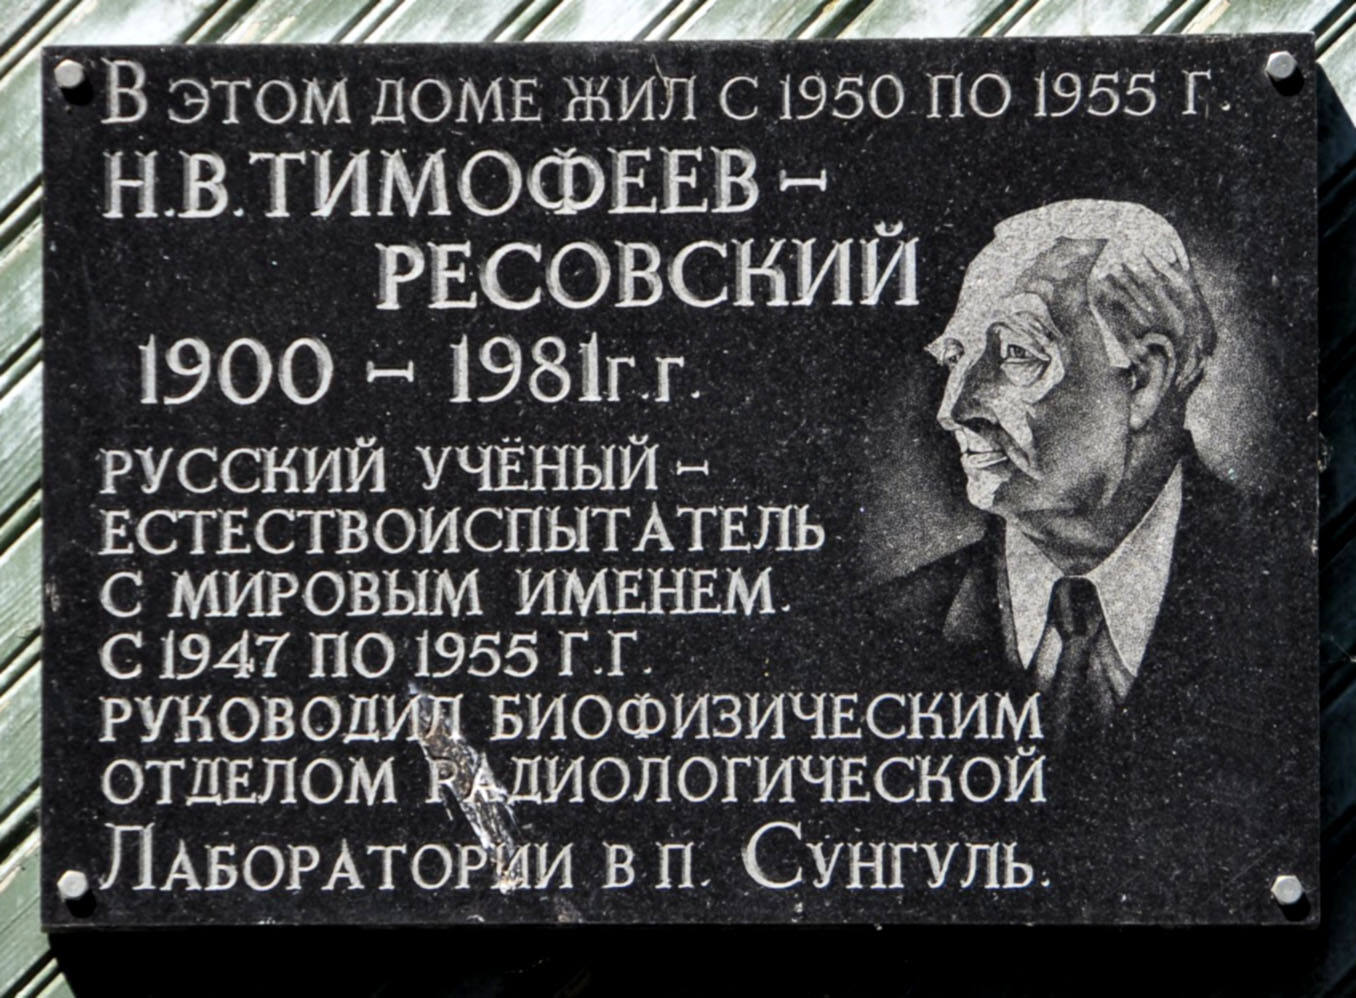 В ЭТОМ ДОМЕ ЖИЛ С 1950 ПО 1955 Г.
Н.В. ТИМОФЕЕВ –
РЕСОВСКИЙ
1900 – 1981г.г.
РУССКИЙ УЧЁНЫЙ –
ЕСТЕСТВОИСПЫТАТЕЛЬ
С МИРОВЫМ ИМЕНЕМ.
С 1947 ПО 1955 Г.Г.
РУКОВОДИЛ БИОФИЗИЧЕСКИМ
ОТДЕЛОМ РАДИОЛОГИЧЕСКОЙ
ЛАБОРАТОРИИ В П. СУНГУЛЬ.